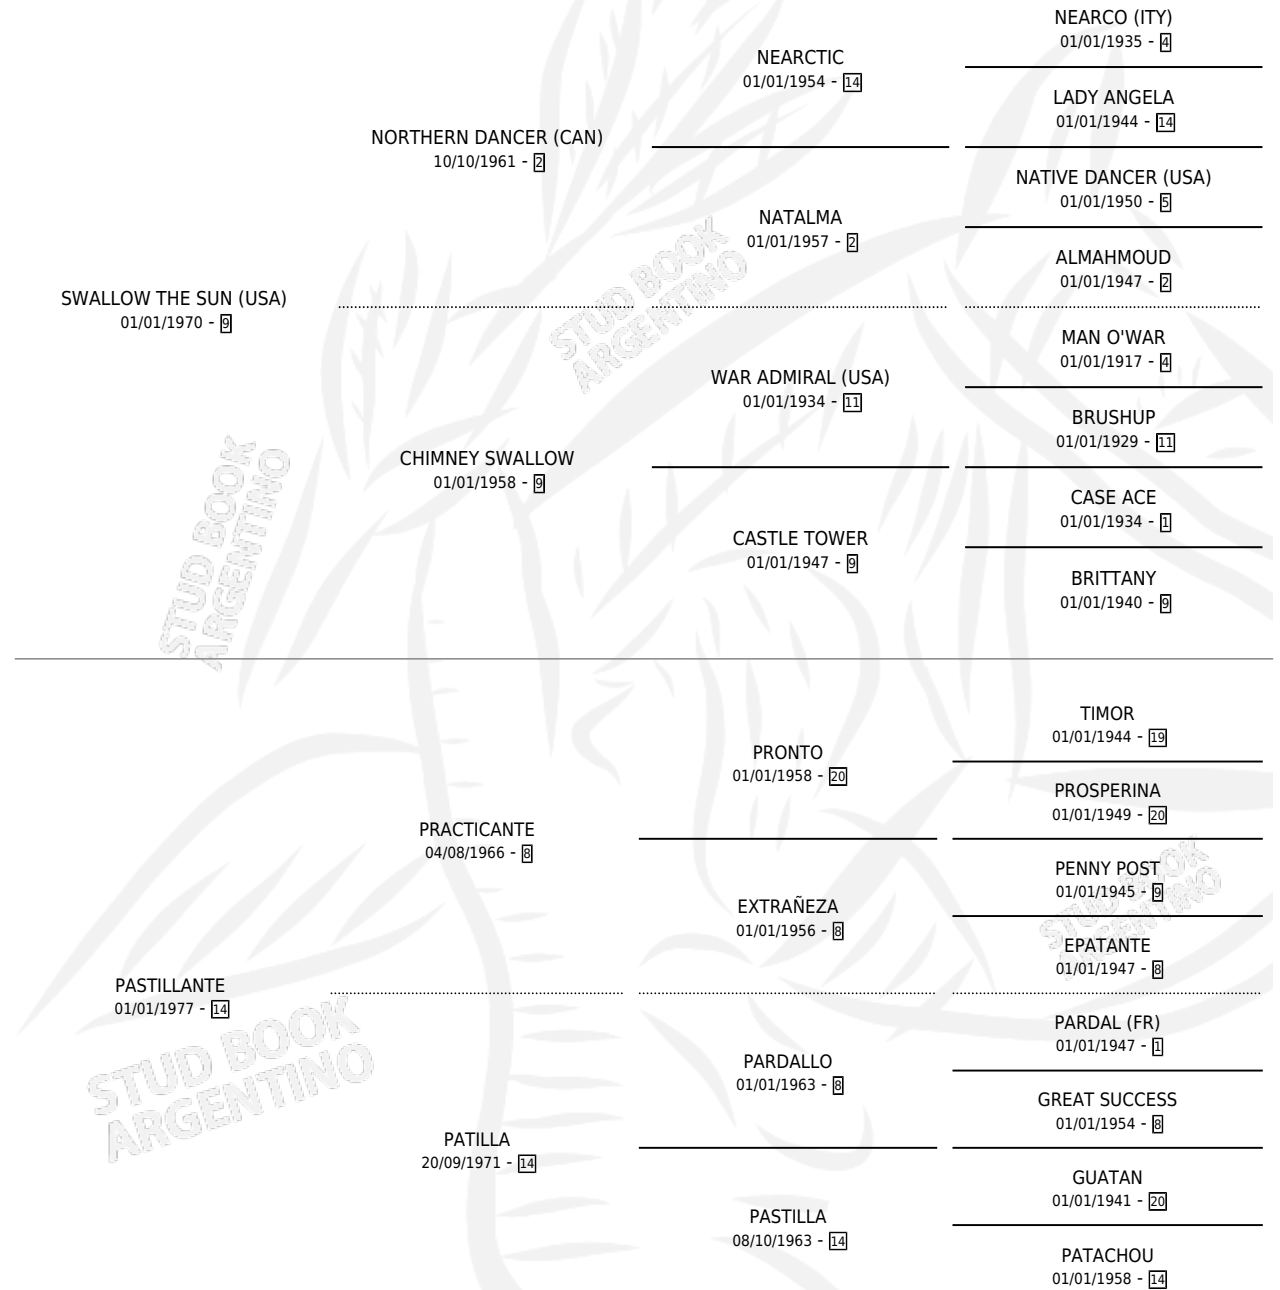 NEARCO (ITY)
01/01/1935 - 4
NEARCTIC
01/01/1954 - 14
LADY ANGELA
01/01/1944 - 14
NORTHERN DANCER (CAN)
10/10/1961 - 2
NATIVE DANCER (USA)
01/01/1950 - 5
NATALMA
01/01/1957 - 2
ALMAHMOUD
01/01/1947 - 2
SWALLOW THE SUN (USA)
01/01/1970 - 9
MAN O'WAR
01/01/1917 - 4
WAR ADMIRAL (USA)
01/01/1934 - 11
BRUSHUP
01/01/1929 - 11
CHIMNEY SWALLOW
01/01/1958 - 9
CASE ACE
01/01/1934 - 1
CASTLE TOWER
01/01/1947 - 9
BRITTANY
01/01/1940 - 9
STUD BOOK
ARGENTINO
STUD BOOK
ARGENTINO
TIMOR
01/01/1944 - 19
PRONTO
01/01/1958 - 20
PROSPERINA
01/01/1949 - 20
PRACTICANTE
04/08/1966 - 8
PENNY POST
01/01/1945 - 9
EXTRAÑEZA
01/01/1956 - 8
EPATANTE
01/01/1947 - 8
STUD BOOK
ARGENTINO
PASTILLANTE
01/01/1977 - 14
PARDAL (FR)
01/01/1947 - 1
PARDALLO
01/01/1963 - 8
GREAT SUCCESS
01/01/1954 - 8
STUD BOOK
ARGENTINO
PATILLA
20/09/1971 - 14
GUATAN
01/01/1941 - 20
PASTILLA
08/10/1963 - 14
PATACHOU
01/01/1958 - 14